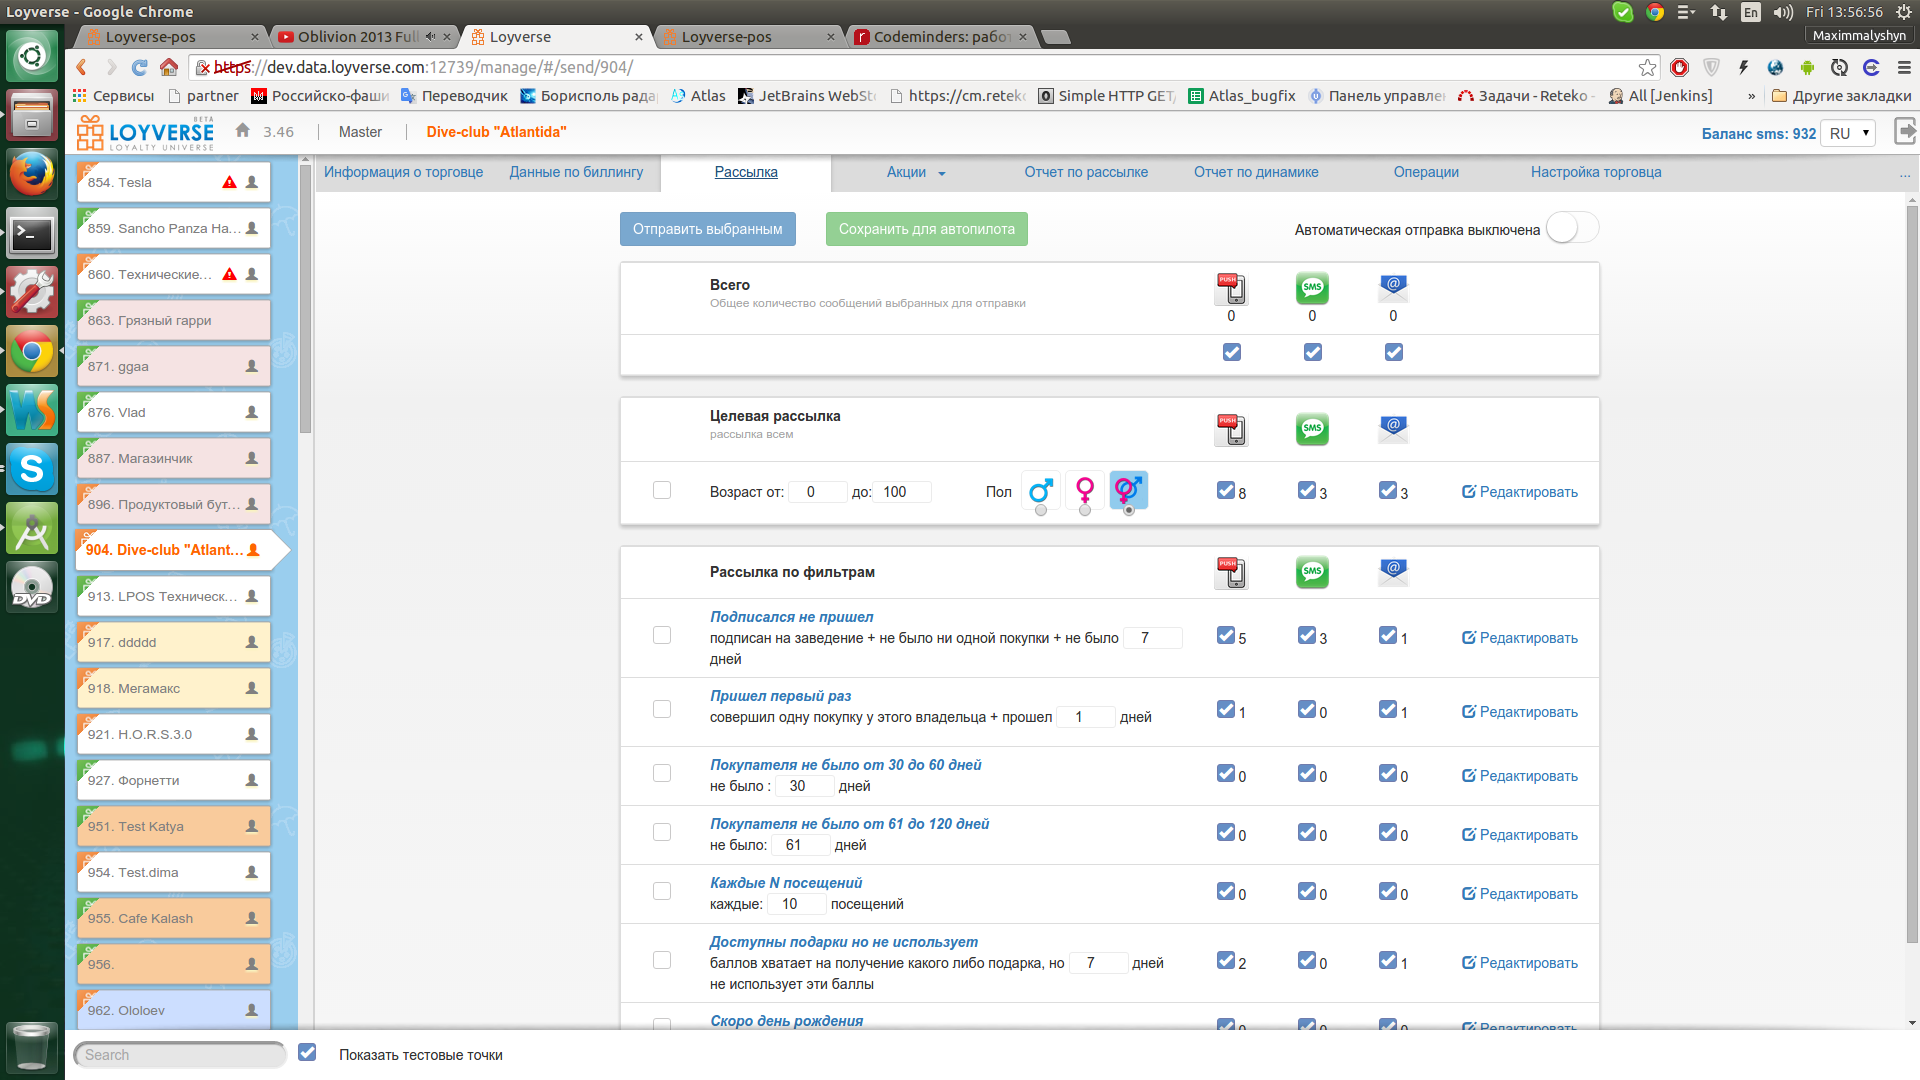 Loyverse - Google Chrome
En
Fri 13:56:56
Maximmalyshyn
Loyverse-pos
Oblivion 2013 Full
Loyverse
Loyverse-pos
Codeminders: рабо
https://dev.data.loyverse.com:12739/manage/#/send/904/
Сервисы
partner
Российско-фаши
Переводчик
Борисполь рада
Atlas
JetBrains WebSt
https://cm.retek
Simple HTTP GET
Atlas_bugfix
Панель управле
Задачи - Reteko -
All [Jenkins]
»
Другие закладки
BETA
LOYVERSE
LOYALTY UNIVERSE
3.46
Master
Dive-club "Atlantida"
Баланс sms: 932
RU
Информация о торговце
Данные по биллингу
Рассылка
Акции
Отчет по рассылке
Отчет по динамике
Операции
Настройка торговца
...
854. Tesla
859. Sancho Panza Ha...
860. Технические...
863. Грязный гарри
871. ggaa
876. Vlad
887. Магазинчик
896. Продуктовый бут...
904. Dive-club "Atlant...
913. LPOS Техническ...
917. ddddd
918. Мегамакс
921. H.O.R.S.3.0
927. Форнетти
951. Test Katya
954. Test.dima
955. Cafe Kalash
956.
962. Ololoev
Search
Показать тестовые точки
Отправить выбранным
Сохранить для автопилота
Автоматическая отправка выключена
Всего
Общее количество сообщений выбранных для отправки
PUSH SMS @
0 0 0
Целевая рассылка
рассылка всем
PUSH SMS @
Возраст от: 0 до: 100 Пол 8 3 3 Редактировать
Рассылка по фильтрам
PUSH SMS @
Подписался не пришел
подписан на заведение + не было ни одной покупки + не было 7
дней
5 3 1 Редактировать
Пришел первый раз
совершил одну покупку у этого владельца + прошел 1 дней
1 0 1 Редактировать
Покупателя не было от 30 до 60 дней
не было : 30 дней
0 0 0 Редактировать
Покупателя не было от 61 до 120 дней
не было: 61 дней
0 0 0 Редактировать
Каждые N посещений
каждые: 10 посещений
0 0 0 Редактировать
Доступны подарки но не использует
баллов хватает на получение какого либо подарка, но 7 дней
не использует эти баллы
2 0 1 Редактировать
Скоро день рождения
0 0 0 Редактировать
DVD